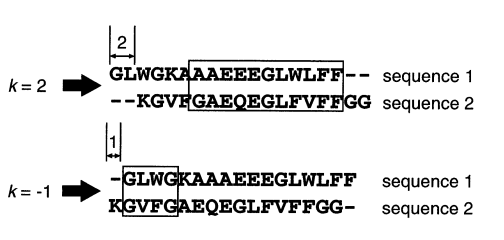 2
k = 2 GLWGKAAAEEEGLWLFF-- sequence 1
--KGVFGAEQEGLFVFFGG sequence 2
1
k = -1 -GLWGKAAAEEEGLWLFF sequence 1
KGVFGAEQEGLFVFFGG- sequence 2